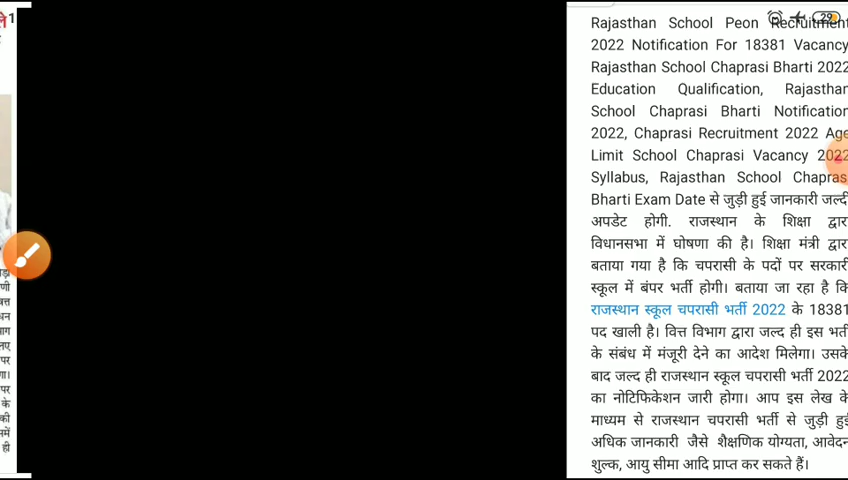 ले 1
Rajasthan School Peon Recruitment
2022 Notification For 18381 Vacancy
Rajasthan School Chaprasi Bharti 2022
Education Qualification, Rajasthan
School Chaprasi Bharti Notification
2022, Chaprasi Recruitment 2022 Age
Limit School Chaprasi Vacancy 2022
Syllabus, Rajasthan School Chapras
Bharti Exam Date से जुड़ी हुई जानकारी जल्दी
अपडेट होगी. राजस्थान के शिक्षा द्वार
विधानसभा में घोषणा की है। शिक्षा मंत्री द्वार
बताया गया है कि चपरासी के पदों पर सरकारी
स्कूल में बंपर भर्ती होगी। बताया जा रहा है कि
राजस्थान स्कूल चपरासी भर्ती 2022 के 18381
पद खाली है। वित्त विभाग द्वारा जल्द ही इस भर्ती
के संबंध में मंजूरी देने का आदेश मिलेगा। उसके
बाद जल्द ही राजस्थान स्कूल चपरासी भर्ती 2022
का नोटिफिकेशन जारी होगा। आप इस लेख के
माध्यम से राजस्थान चपरासी भर्ती से जुड़ी हुई
अधिक जानकारी जैसे शैक्षणिक योग्यता, आवेदन
शुल्क, आयु सीमा आदि प्राप्त कर सकते हैं।
29
णी
पर
गा।
पर
के
की
ही